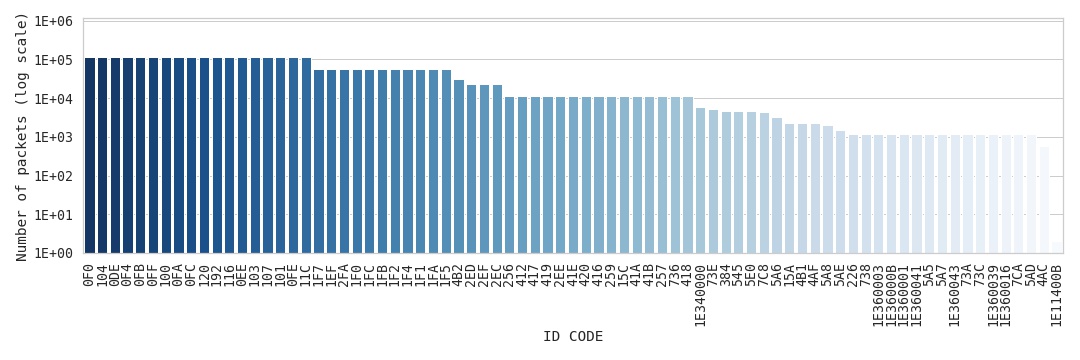 Number of packets (log scale)
1E+06
1E+05
1E+04
1E+03
1E+02
1E+01
1E+00
0F0
104
0DE
0F4
0FB
0FF
100
0FA
0FC
120
192
116
0EE
103
107
101
0FE
11C
1F7
1EF
2FA
1F0
1FC
1FB
1F2
1F4
1F1
1FA
1F5
4B2
2ED
2EF
2EC
256
412
417
419
2EE
41E
420
416
259
15C
41A
41B
257
736
418
1E340000
73E
384
545
5E0
7C8
5A6
15A
4B1
4AF
5A8
5AE
226
738
1E360003
1E36000B
1E360001
1E360041
5A5
5A7
1E360043
73A
73C
1E360039
1E360016
7CA
5AD
4AC
1E11400B
ID CODE